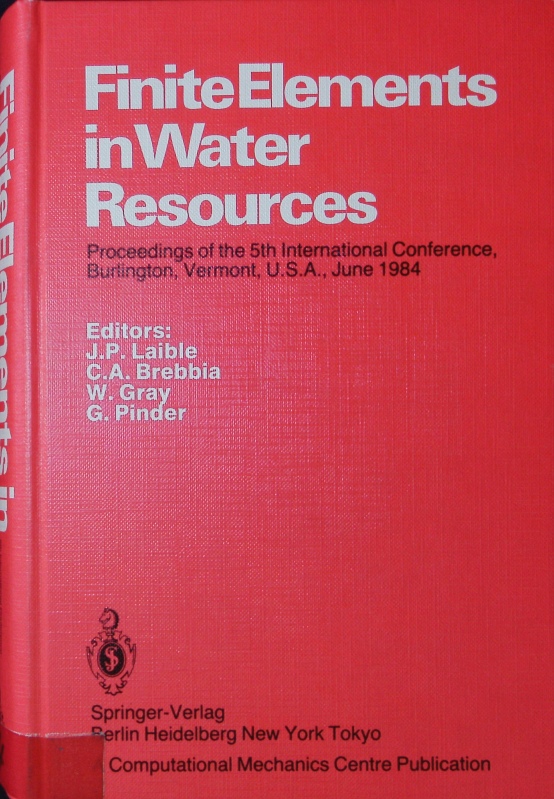 Finite Elements
in Water
Resources
Proceedings of the 5th International Conference,
Burlington, Vermont, U.S.A., June 1984
Editors:
J.P. Laible
C.A. Brebbia
W. Gray
G. Pinder
Springer-Verlag
Berlin Heidelberg New York Tokyo
Computational Mechanics Centre Publication
Finite Elements in